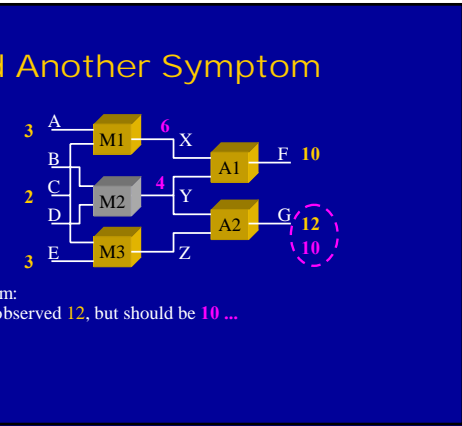 Another Symptom
3 A M1 6 X
B
A1 F 10
C
2 M2 4 Y
D
A2 G 12
10
3 E M3 Z
observed 12, but should be 10 ...